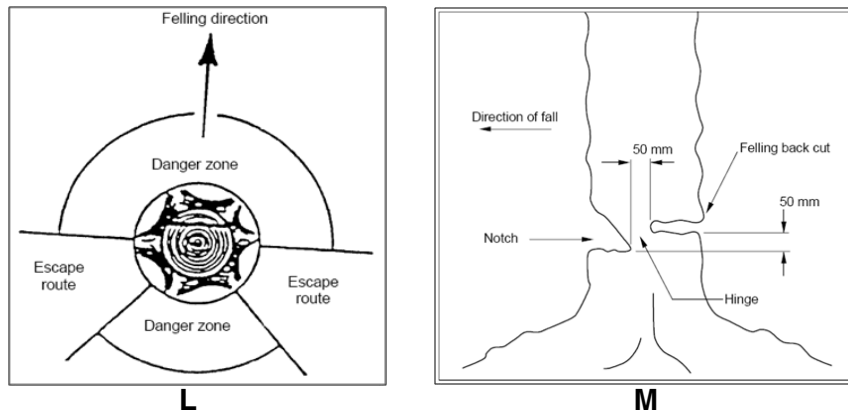 Felling direction
Danger zone
Escape
route
Escape
route
Danger zone
L
Direction of fall
50 mm
Felling back cut
50 mm
Notch
Hinge
M